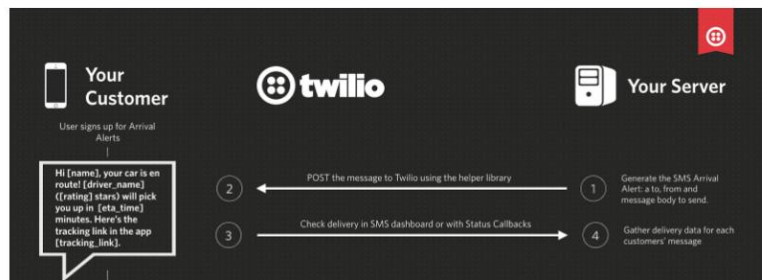 Your
Customer
twilio
Your Server
User signs up for Arrival
Alerts
Hi [name], your car is en
route! [driver_name]
([rating] stars) will pick
you up in [eta_time]
minutes. Here's the
tracking link in the app
[tracking_link].
2
POST the message to Twilio using the helper library
1
Generate the SMS Arrival
Alert: a to, from and
message body to send.
3
Check delivery in SMS dashboard or with Status Callbacks
4
Gather delivery data for each
customers' message